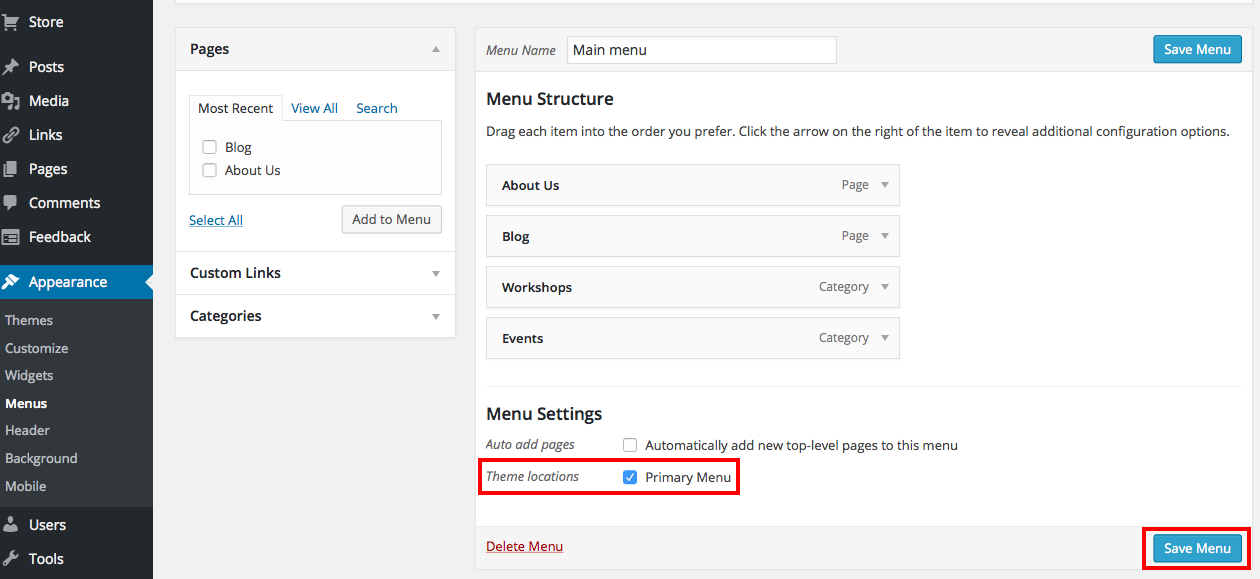 Store
Posts
Media
Links
Pages
Comments
Feedback
Appearance
Themes
Customize
Widgets
Menus
Header
Background
Mobile
Users
Tools
Pages
Most Recent View All Search
Blog
About Us
Select All Add to Menu
Custom Links
Categories
Menu Name Main menu Save Menu
Menu Structure
Drag each item into the order you prefer. Click the arrow on the right of the item to reveal additional configuration options.
About Us Page
Blog Page
Workshops Category
Events Category
Menu Settings
Auto add pages Automatically add new top-level pages to this menu
Theme locations Primary Menu
Delete Menu Save Menu